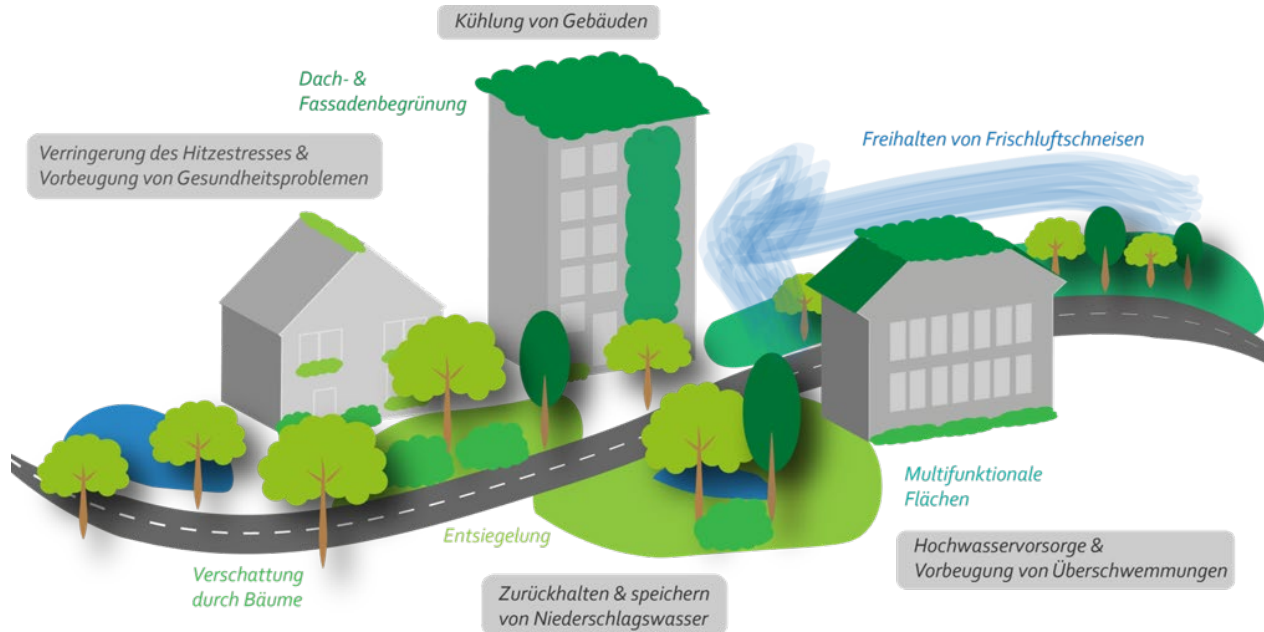 Kühlung von Gebäuden
Dach- &
Fassadenbegrünung
Freihalten von Frischluftschneisen
Verringerung des Hitzestresses &
Vorbeugung von Gesundheitsproblemen
Multifunktionale
Flächen
Entsiegelung
Hochwasservorsorge &
Vorbeugung von Überschwemmungen
Verschattung
durch Bäume
Zurückhalten & speichern
von Niederschlagswasser